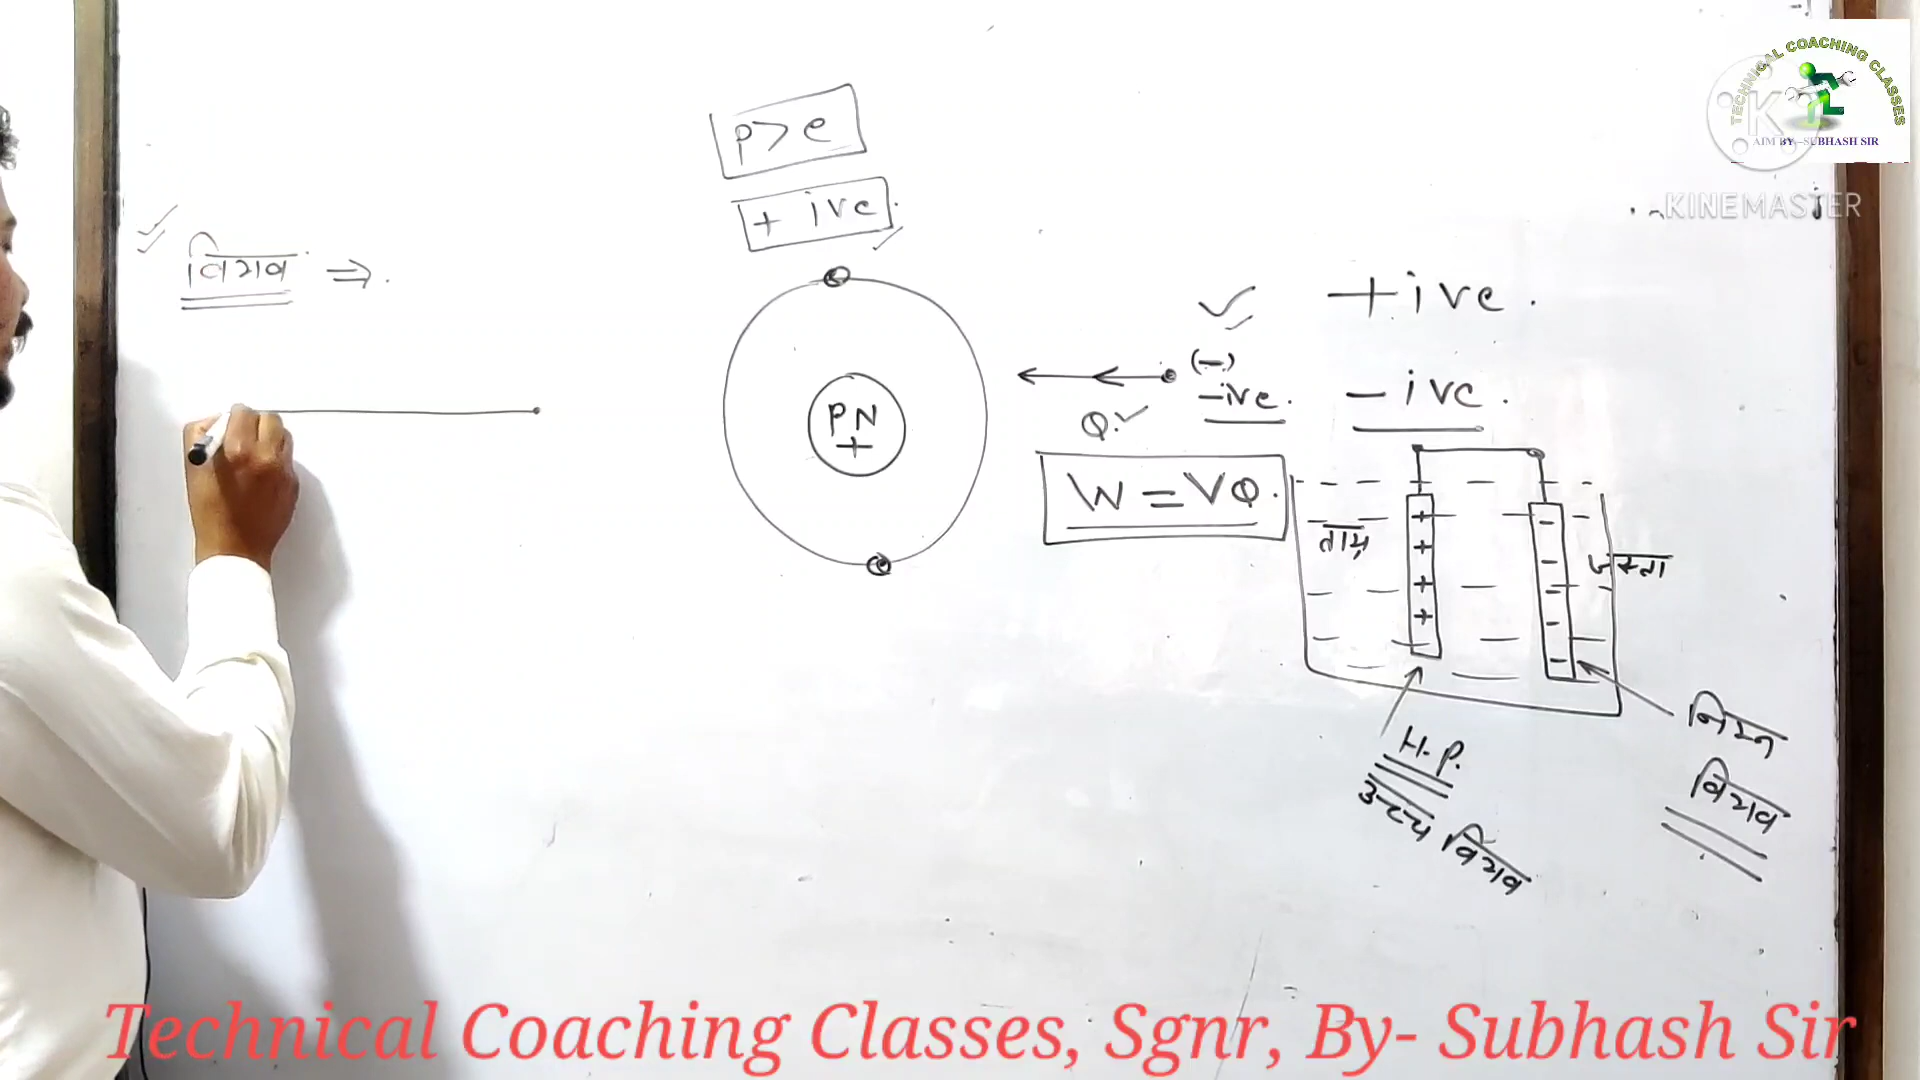 p > e
+ ive.
विभव ⇒.
PN
+
(-)
-ive.
Q.
W = VQ.
+ive.
-ive.
ताम्र
+
+
+
+
-
-
-
-
-
जस्ता
H.P.
उच्च विभव
निम्न
विभव
TECHNICAL COACHING CLASSES
AIM BY--SUBHASH SIR
K
KINEMASTER
Technical Coaching Classes, Sgnr, By- Subhash Sir